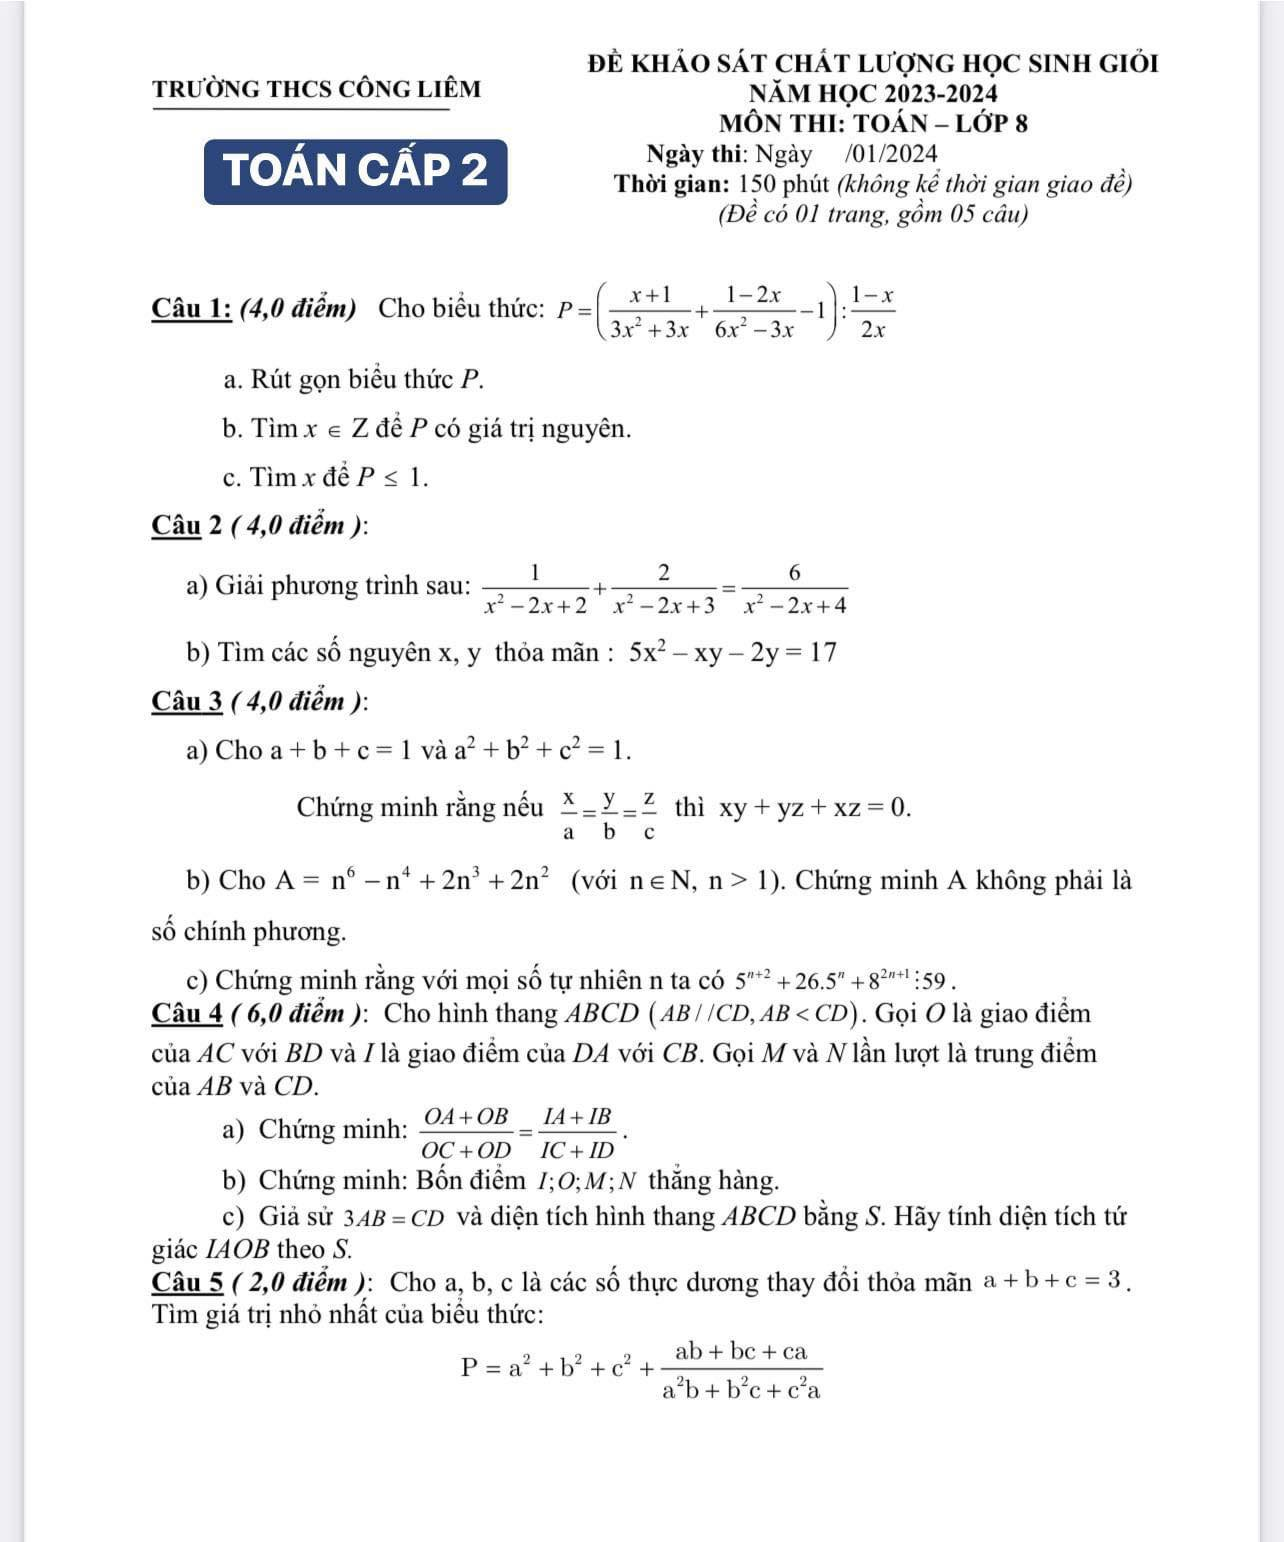 TRƯỜNG THCS CÔNG LIÊM
TOÁN CẤP 2
ĐỀ KHẢO SÁT CHẤT LƯỢNG HỌC SINH GIỎI
NĂM HỌC 2023-2024
MÔN THI: TOÁN – LỚP 8
Ngày thi: Ngày /01/2024
Thời gian: 150 phút (không kể thời gian giao đề)
(Đề có 01 trang, gồm 05 câu)
Câu 1: (4,0 điểm) Cho biểu thức: P = ( (x+1)/(3x² + 3x) + (1 − 2x)/(6x² − 3x) − 1 ) : (1 − x)/(2x)
a. Rút gọn biểu thức P.
b. Tìm x ∈ Z để P có giá trị nguyên.
c. Tìm x để P ≤ 1.
Câu 2 ( 4,0 điểm ):
a) Giải phương trình sau: 1/(x² − 2x + 2) + 2/(x² − 2x + 3) = 6/(x² − 2x + 4)
b) Tìm các số nguyên x, y thỏa mãn : 5x² − xy − 2y = 17
Câu 3 ( 4,0 điểm ):
a) Cho a + b + c = 1 và a² + b² + c² = 1.
Chứng minh rằng nếu x/a = y/b = z/c thì xy + yz + xz = 0.
b) Cho A = n⁶ − n⁴ + 2n³ + 2n² (với n ∈ N, n > 1). Chứng minh A không phải là
số chính phương.
c) Chứng minh rằng với mọi số tự nhiên n ta có 5ⁿ⁺² + 26.5ⁿ + 8²ⁿ⁺¹ ⋮ 59 .
Câu 4 ( 6,0 điểm ): Cho hình thang ABCD (AB / /CD, AB < CD). Gọi O là giao điểm
của AC với BD và I là giao điểm của DA với CB. Gọi M và N lần lượt là trung điểm
của AB và CD.
a) Chứng minh: (OA + OB)/(OC + OD) = (IA + IB)/(IC + ID) .
b) Chứng minh: Bốn điểm I;O;M;N thẳng hàng.
c) Giả sử 3AB = CD và diện tích hình thang ABCD bằng S. Hãy tính diện tích tứ
giác IAOB theo S.
Câu 5 ( 2,0 điểm ): Cho a, b, c là các số thực dương thay đổi thỏa mãn a + b + c = 3 .
Tìm giá trị nhỏ nhất của biểu thức:
P = a² + b² + c² + (ab + bc + ca)/(a²b + b²c + c²a)